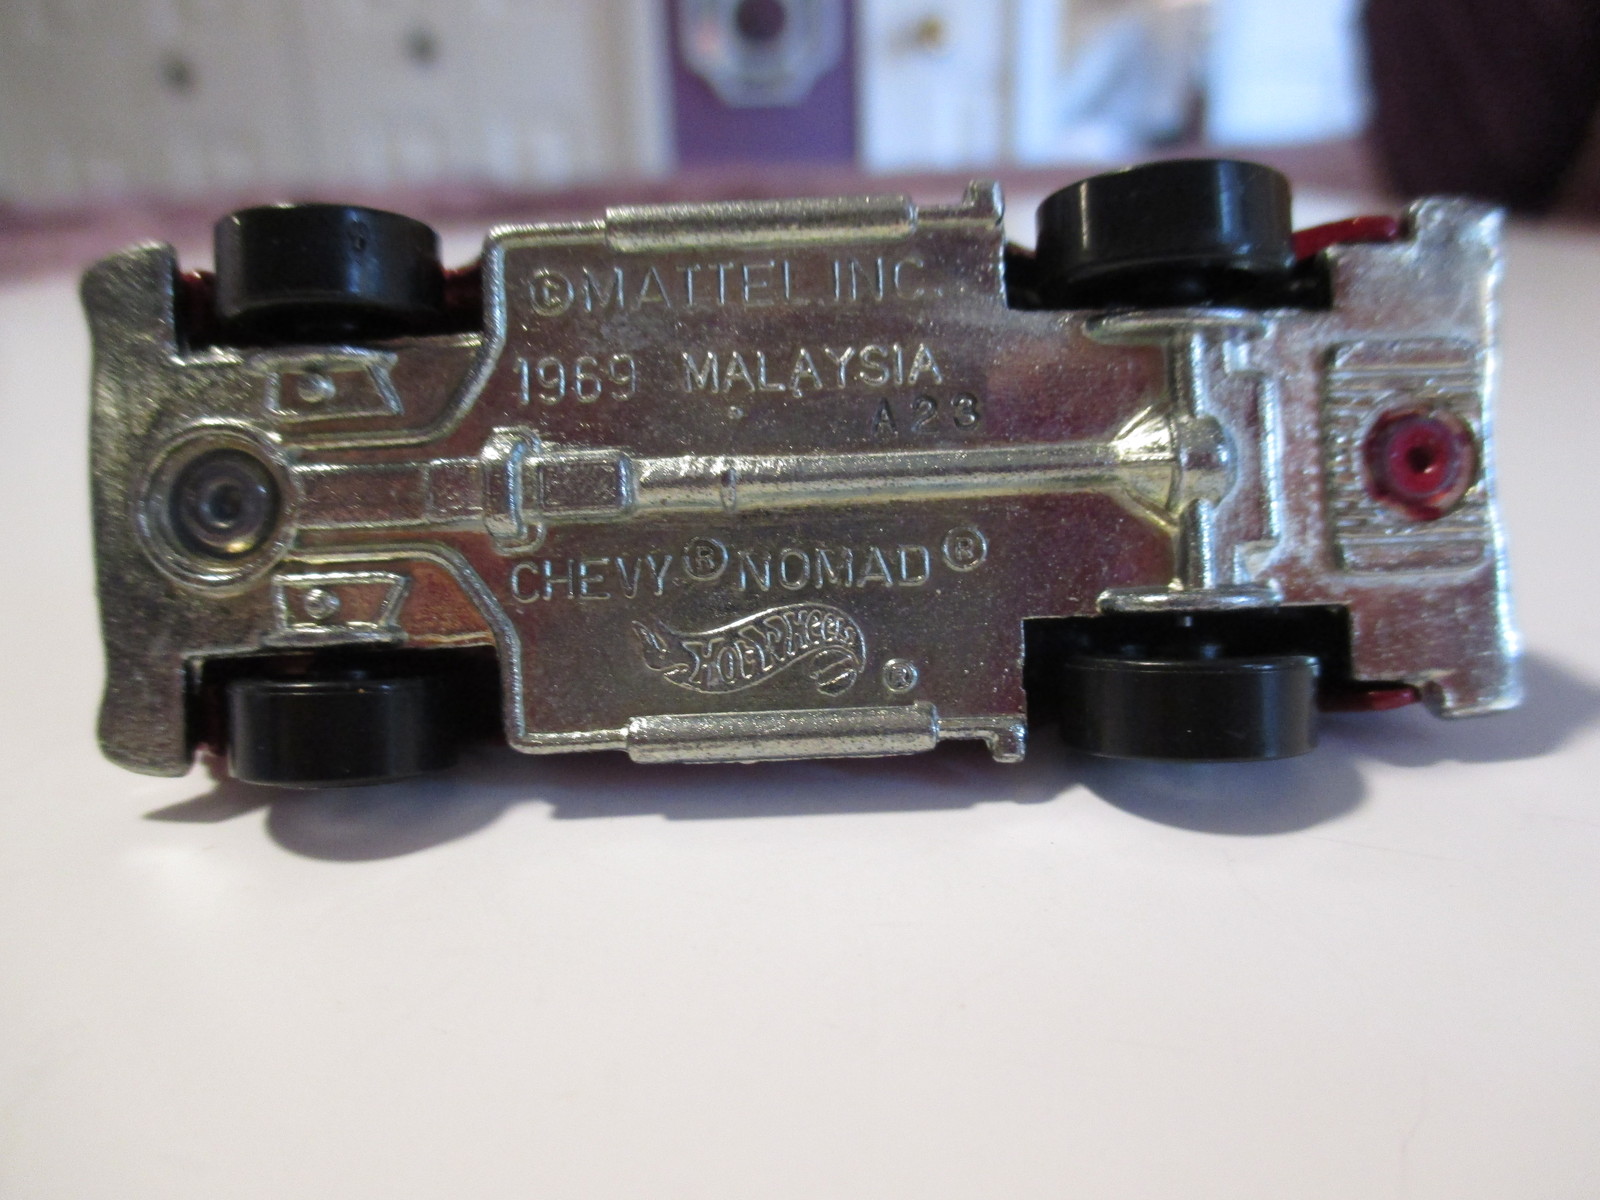 ©MATTEL.INC.
1969 MALAYSIA
A23
CHEVY® NOMAD®
HOT WHEELS ®